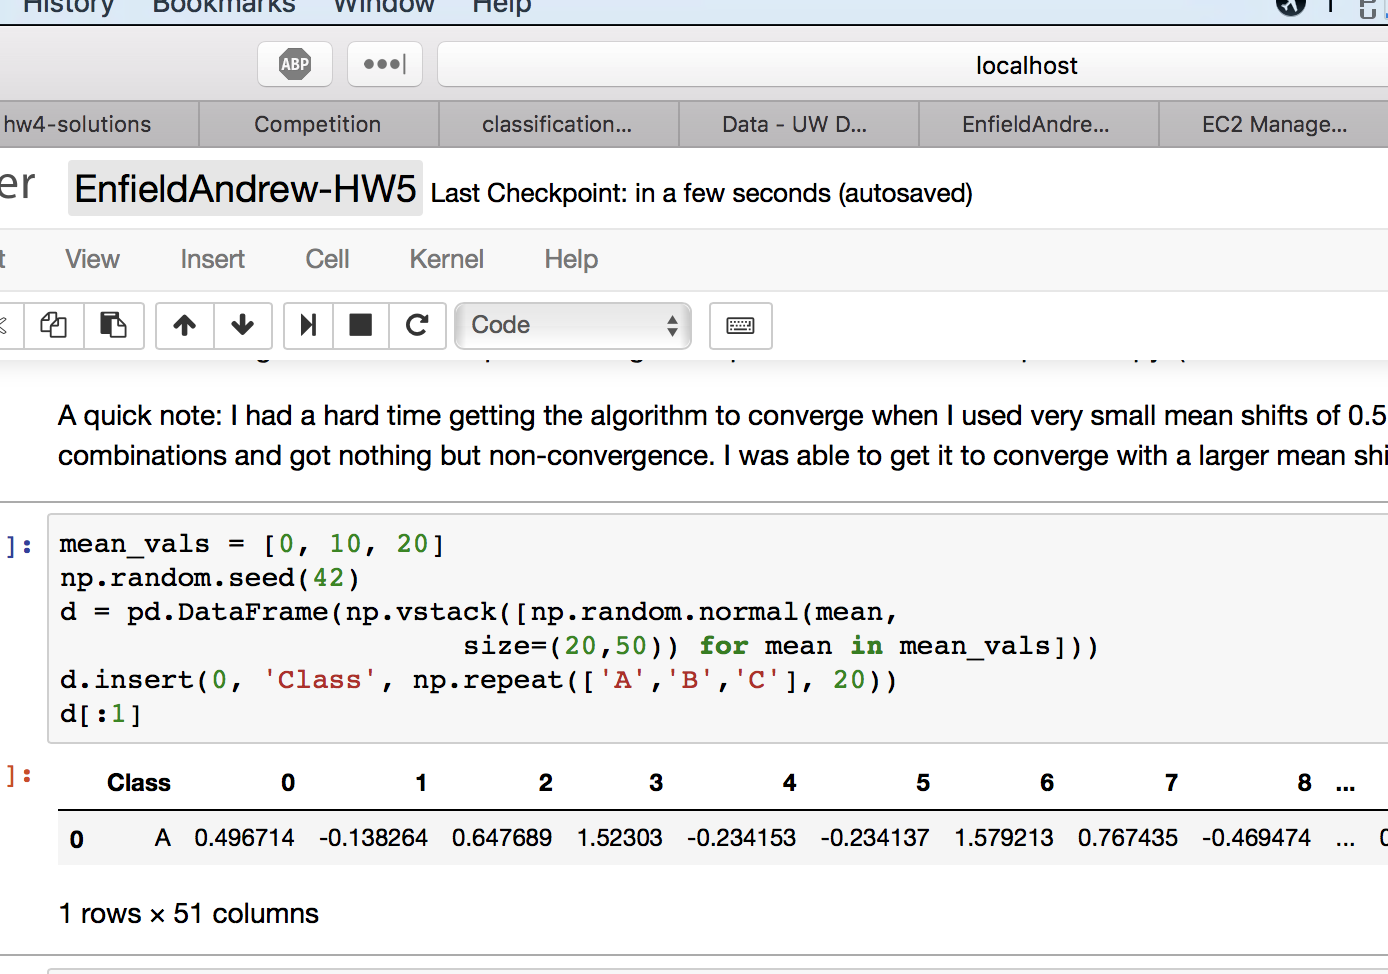 History Bookmarks Window Help
ABP
localhost
hw4-solutions Competition classification... Data - UW D... EnfieldAndre... EC2 Manage...
er EnfieldAndrew-HW5 Last Checkpoint: in a few seconds (autosaved)
t View Insert Cell Kernel Help
Code
A quick note: I had a hard time getting the algorithm to converge when I used very small mean shifts of 0.5
combinations and got nothing but non-convergence. I was able to get it to converge with a larger mean shi
]: mean_vals = [0, 10, 20]
np.random.seed(42)
d = pd.DataFrame(np.vstack([np.random.normal(mean,
size=(20,50)) for mean in mean_vals]))
d.insert(0, 'Class', np.repeat(['A','B','C'], 20))
d[:1]
]: Class 0 1 2 3 4 5 6 7 8 ...
0 A 0.496714 -0.138264 0.647689 1.52303 -0.234153 -0.234137 1.579213 0.767435 -0.469474 ...
1 rows × 51 columns